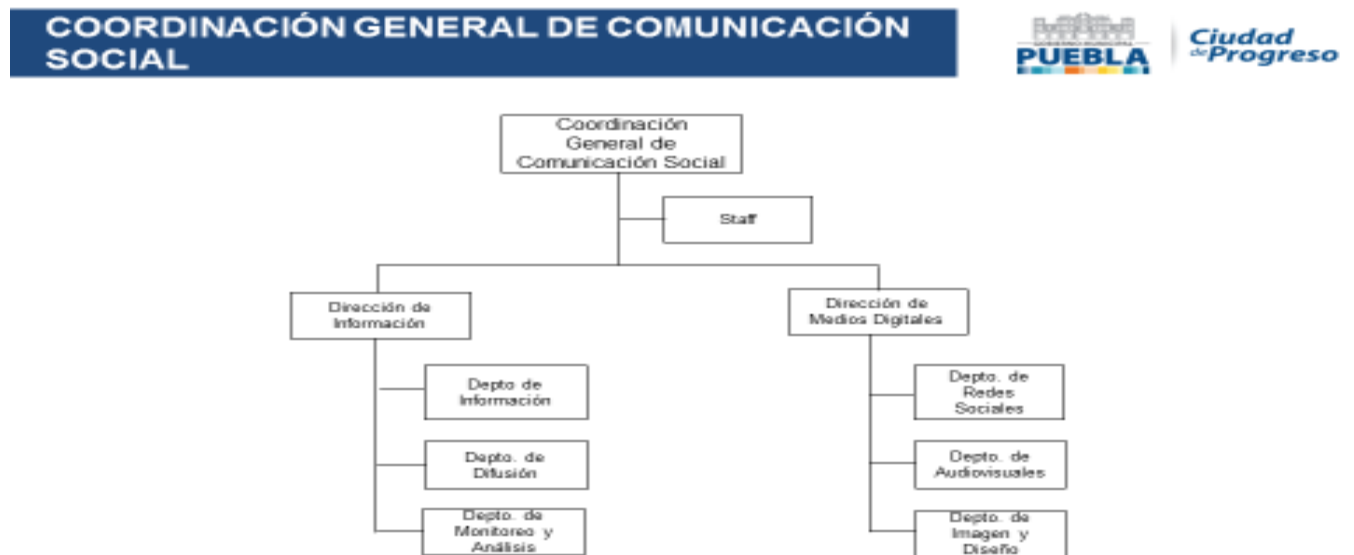 COORDINACIÓN GENERAL DE COMUNICACIÓN
SOCIAL
GOBIERNO MUNICIPAL
PUEBLA
Ciudad
de Progreso
Coordinación
General de
Comunicación Social
Staff
Dirección de
Información
Dirección de
Medios Digitales
Depto de
Información
Depto. de
Redes
Sociales
Depto. de
Difusión
Depto. de
Audiovisuales
Depto. de
Monitoreo y
Análisis
Depto. de
Imagen y
Diseño